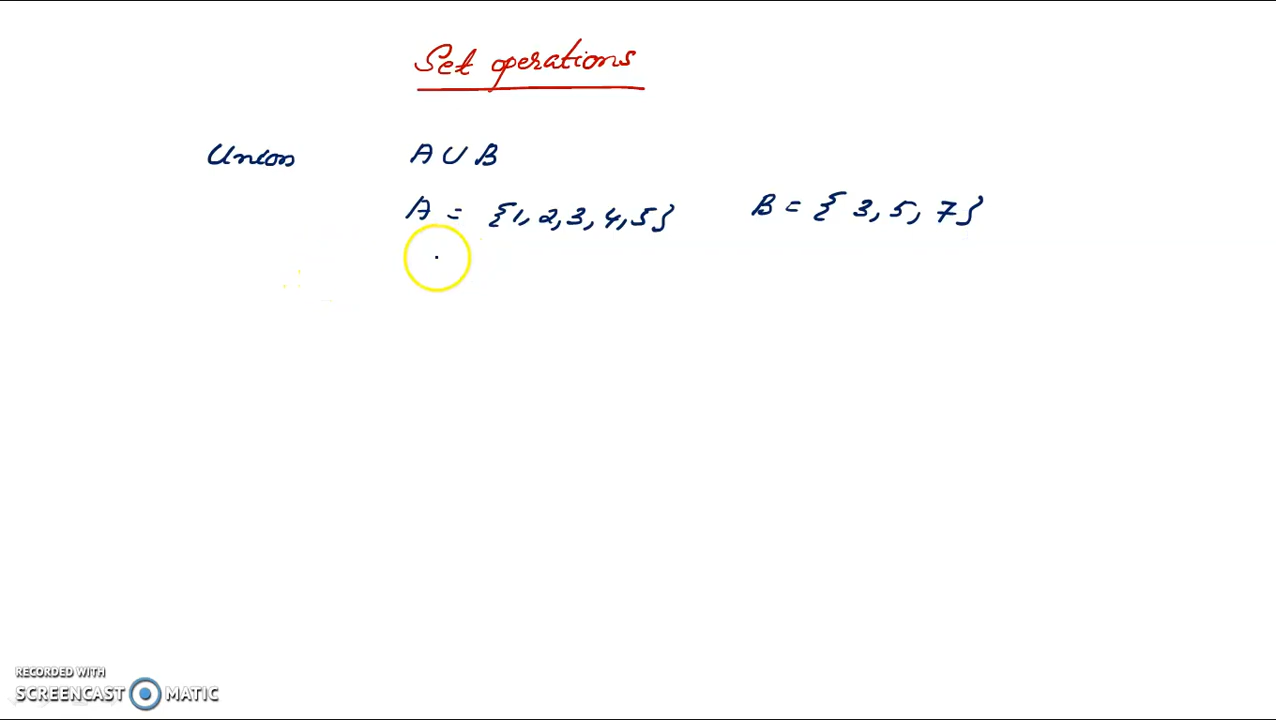 Set operations
Union A ∪ B
A = {1, 2, 3, 4, 5} B = { 3, 5, 7}
RECORDED WITH
SCREENCAST MATIC